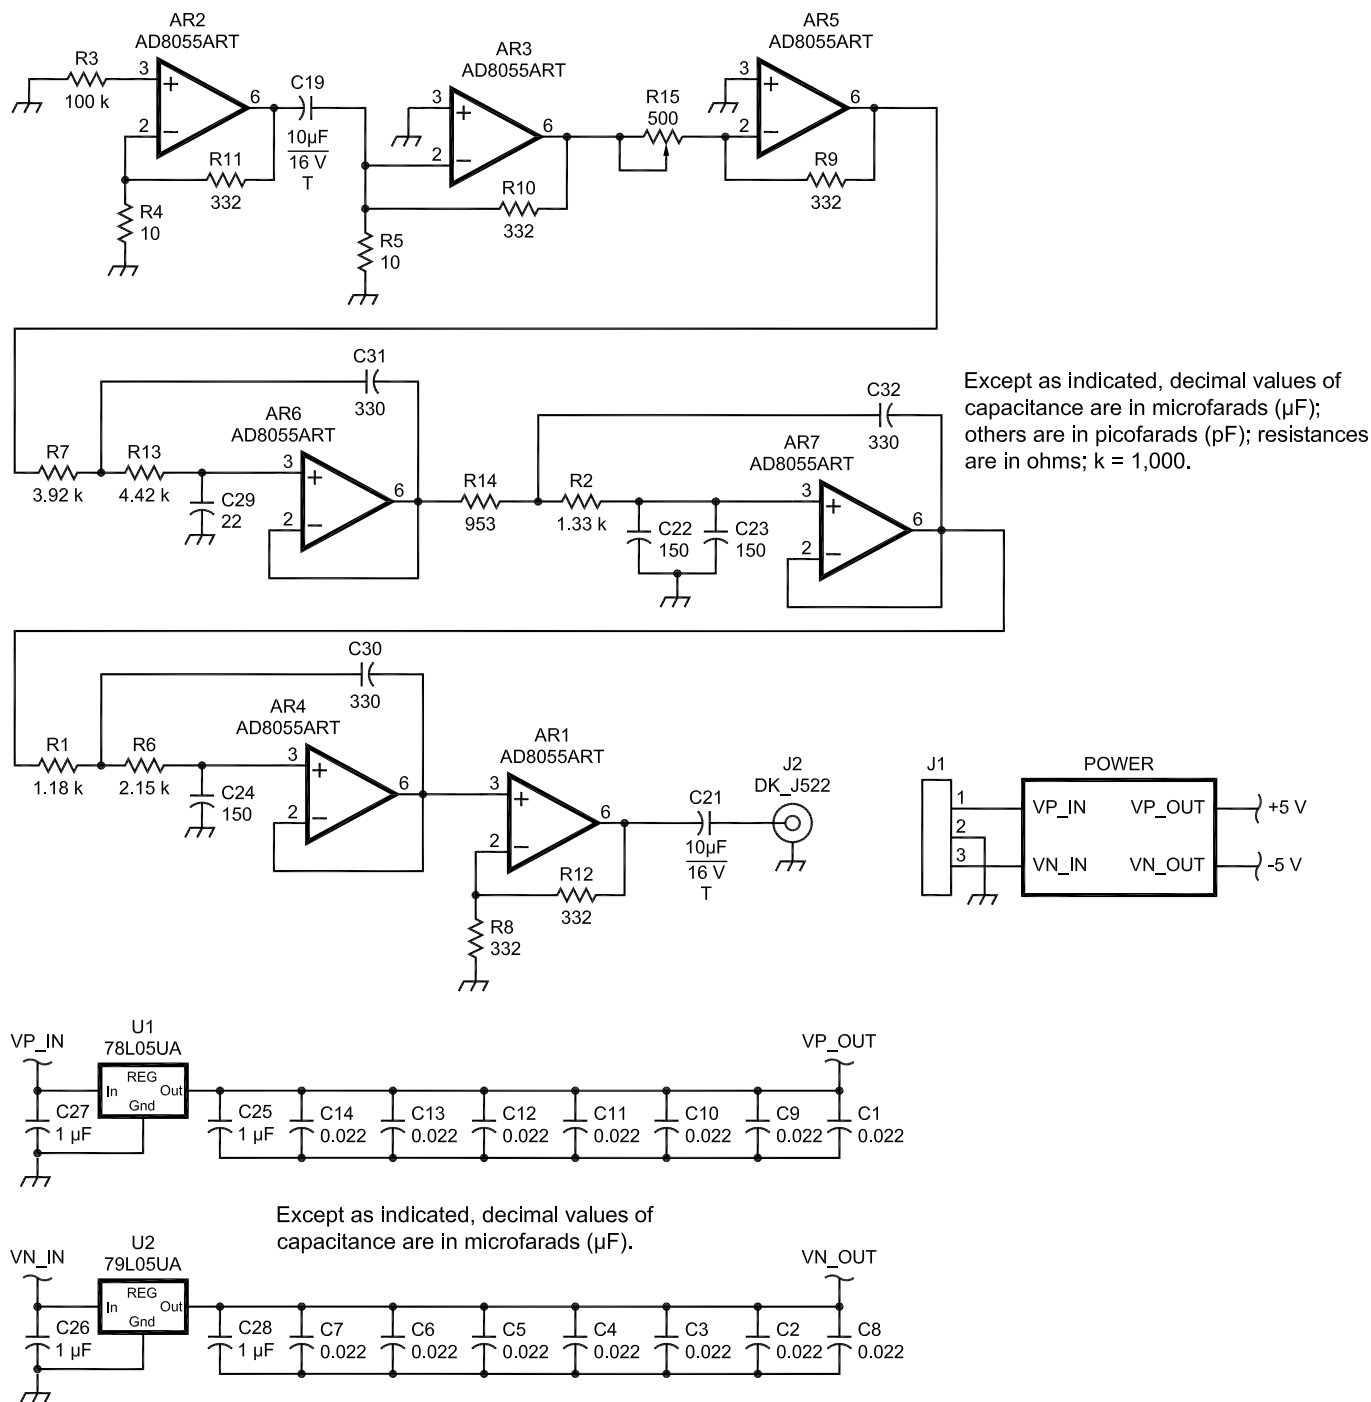 AR2
AD8055ART
R3
100 k
3
+
6
2
−
R11
332
R4
10
C19
10µF
16 V
T
AR3
AD8055ART
3
+
6
2
−
R10
332
R5
10
R15
500
AR5
AD8055ART
3
+
6
2
−
R9
332
C31
330
AR6
AD8055ART
R7
3.92 k
R13
4.42 k
C29
22
3
+
6
2
−
R14
953
C32
330
AR7
AD8055ART
R2
1.33 k
C22
150
C23
150
3
+
6
2
−
Except as indicated, decimal values of
capacitance are in microfarads (µF);
others are in picofarads (pF); resistances
are in ohms; k = 1,000.
C30
330
AR4
AD8055ART
R1
1.18 k
R6
2.15 k
C24
150
3
+
6
2
−
AR1
AD8055ART
3
+
6
2
−
R12
332
R8
332
C21
10µF
16 V
T
J2
DK_J522
J1
1
2
3
POWER
VP_IN
VP_OUT
VN_IN
VN_OUT
+5 V
-5 V
VP_IN
U1
78L05UA
REG
In
Out
Gnd
VP_OUT
C27
1 µF
C25
1 µF
C14
0.022
C13
0.022
C12
0.022
C11
0.022
C10
0.022
C9
0.022
C1
0.022
Except as indicated, decimal values of
capacitance are in microfarads (µF).
VN_IN
U2
79L05UA
REG
In
Out
Gnd
VN_OUT
C26
1 µF
C28
1 µF
C7
0.022
C6
0.022
C5
0.022
C4
0.022
C3
0.022
C2
0.022
C8
0.022